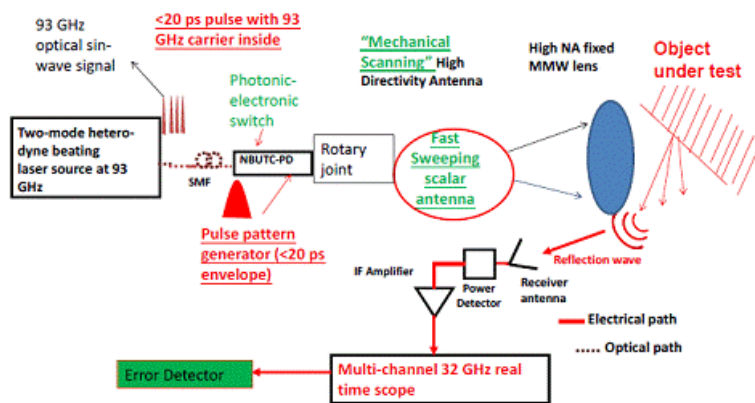 93 GHz
optical sin-
wave signal
<20 ps pulse with 93
GHz carrier inside
Photonic-
electronic
switch
"Mechanical
Scanning" High
Directivity Antenna
High NA fixed
MMW lens
Object
under test
Two-mode hetero-
dyne beating
laser source at 93
GHz
SMF
NBUTC-PD
Rotary
joint
Fast
Sweeping
scalar
antenna
Pulse pattern
generator (<20 ps
envelope)
IF Amplifier
Power
Detector
Receiver
antenna
Reflection wave
Electrical path
Optical path
Error Detector
Multi-channel 32 GHz real
time scope